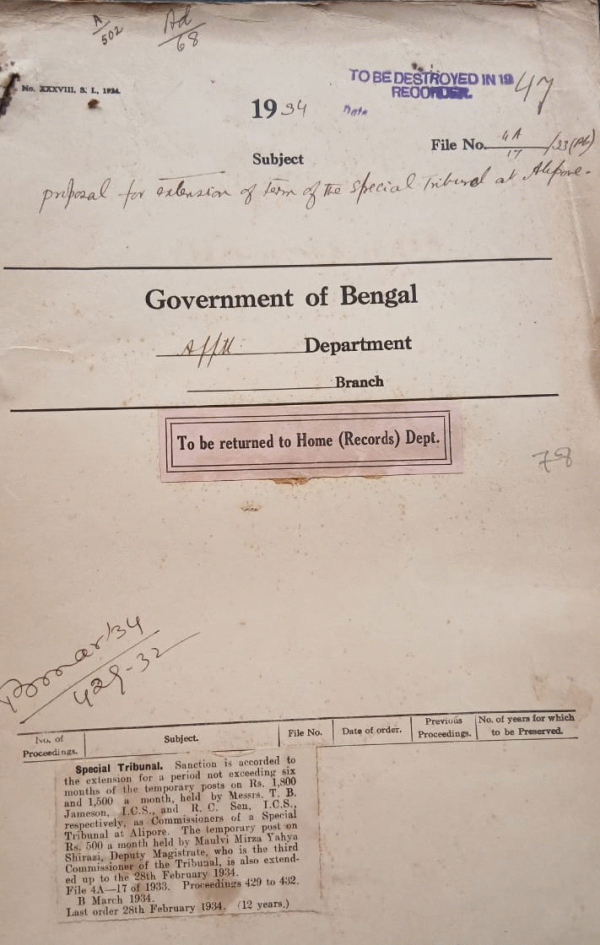 A/502
Ad/68
No. XXXVIII. S. I., 1934.
TO BE DESTROYED IN 1947
RECORDER.
1934
Date
File No. 4A/17/33 (Pt)
Subject
proposal for extension of term of the special Tribunal at Alipore.
Government of Bengal
Department
Branch
To be returned to Home (Records) Dept.
78
B mar '34
429-32
No. of Proceedings.
Subject.
File No.
Date of order.
Previous Proceedings.
No. of years for which to be Preserved.
Special Tribunal. Sanction is accorded to
the extension for a period not exceeding six
months of the temporary posts on Rs. 1,800
and 1,500 a month, held by Messrs. T. B.
Jameson, I.C.S., and R. C. Sen, I.C.S.,
respectively, as Commissioners of a Special
Tribunal at Alipore. The temporary post on
Rs. 500 a month held by Maulvi Mirza Yahya
Shirazi, Deputy Magistrate, who is the third
Commissioner of the Tribunal, is also extend-
ed up to the 28th February 1934.
File 4A—17 of 1933. Proceedings 429 to 432.
B March 1934.
Last order 28th February 1934. (12 years.)